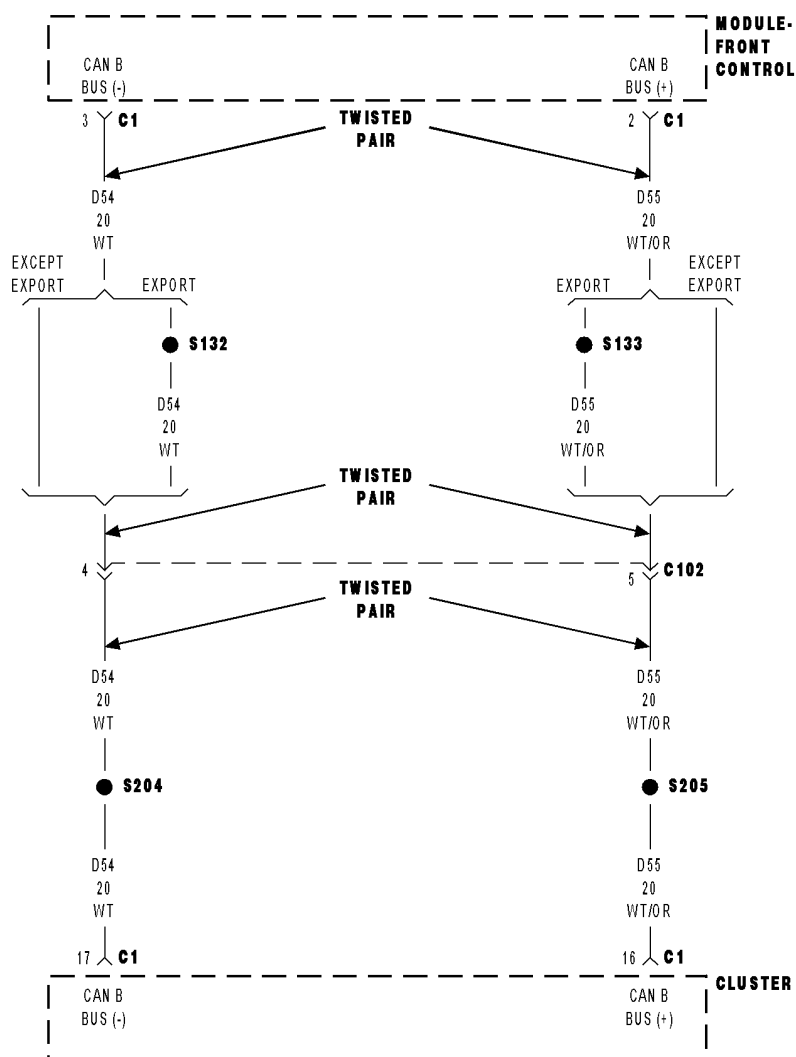 MODULE-
FRONT
CONTROL
CAN B
BUS (-)
CAN B
BUS (+)
3 C1
2 C1
TWISTED
PAIR
D54
20
WT
D55
20
WT/OR
EXCEPT
EXPORT
EXPORT
EXPORT
EXCEPT
EXPORT
S132
S133
D54
20
WT
D55
20
WT/OR
TWISTED
PAIR
4
5 C102
TWISTED
PAIR
D54
20
WT
D55
20
WT/OR
S204
S205
D54
20
WT
D55
20
WT/OR
17 C1
16 C1
CLUSTER
CAN B
BUS (-)
CAN B
BUS (+)